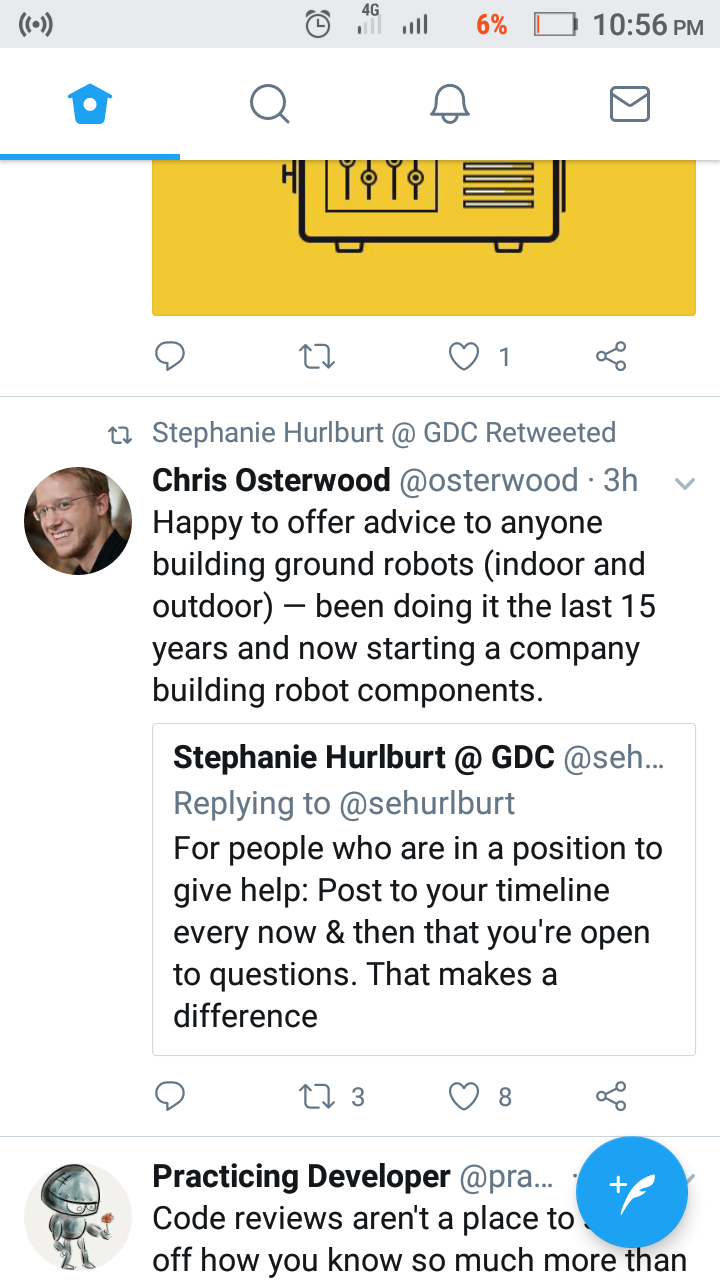 4G
6%
10:56 PM
1
Stephanie Hurlburt @ GDC Retweeted
Chris Osterwood @osterwood · 3h
Happy to offer advice to anyone
building ground robots (indoor and
outdoor) — been doing it the last 15
years and now starting a company
building robot components.
Stephanie Hurlburt @ GDC @seh...
Replying to @sehurlburt
For people who are in a position to
give help: Post to your timeline
every now & then that you're open
to questions. That makes a
difference
3
8
Practicing Developer @pra... ·
Code reviews aren't a place to
off how you know so much more than